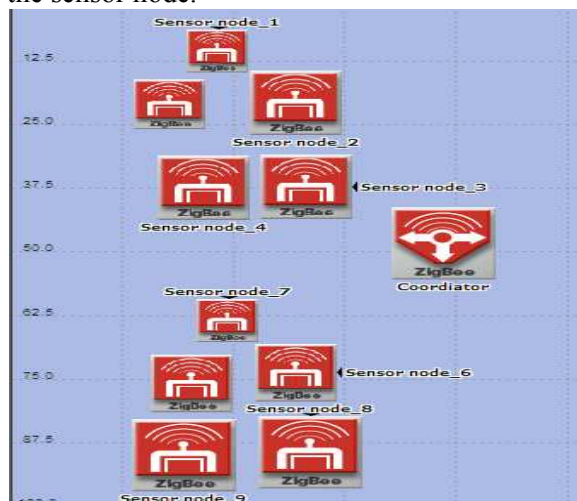 the sensor node.
Sensor node_1
12.5
ZigBee
ZigBee
25.0
ZigBee
Sensor node_2
37.5
Sensor node_3
ZigBee
ZigBee
Sensor node_4
50.0
ZigBee
Coordiator
Sensor node_7
62.5
ZigBee
75.0
Sensor node_6
ZigBee
ZigBee
Sensor node_8
87.5
ZigBee
ZigBee
Sensor node_9